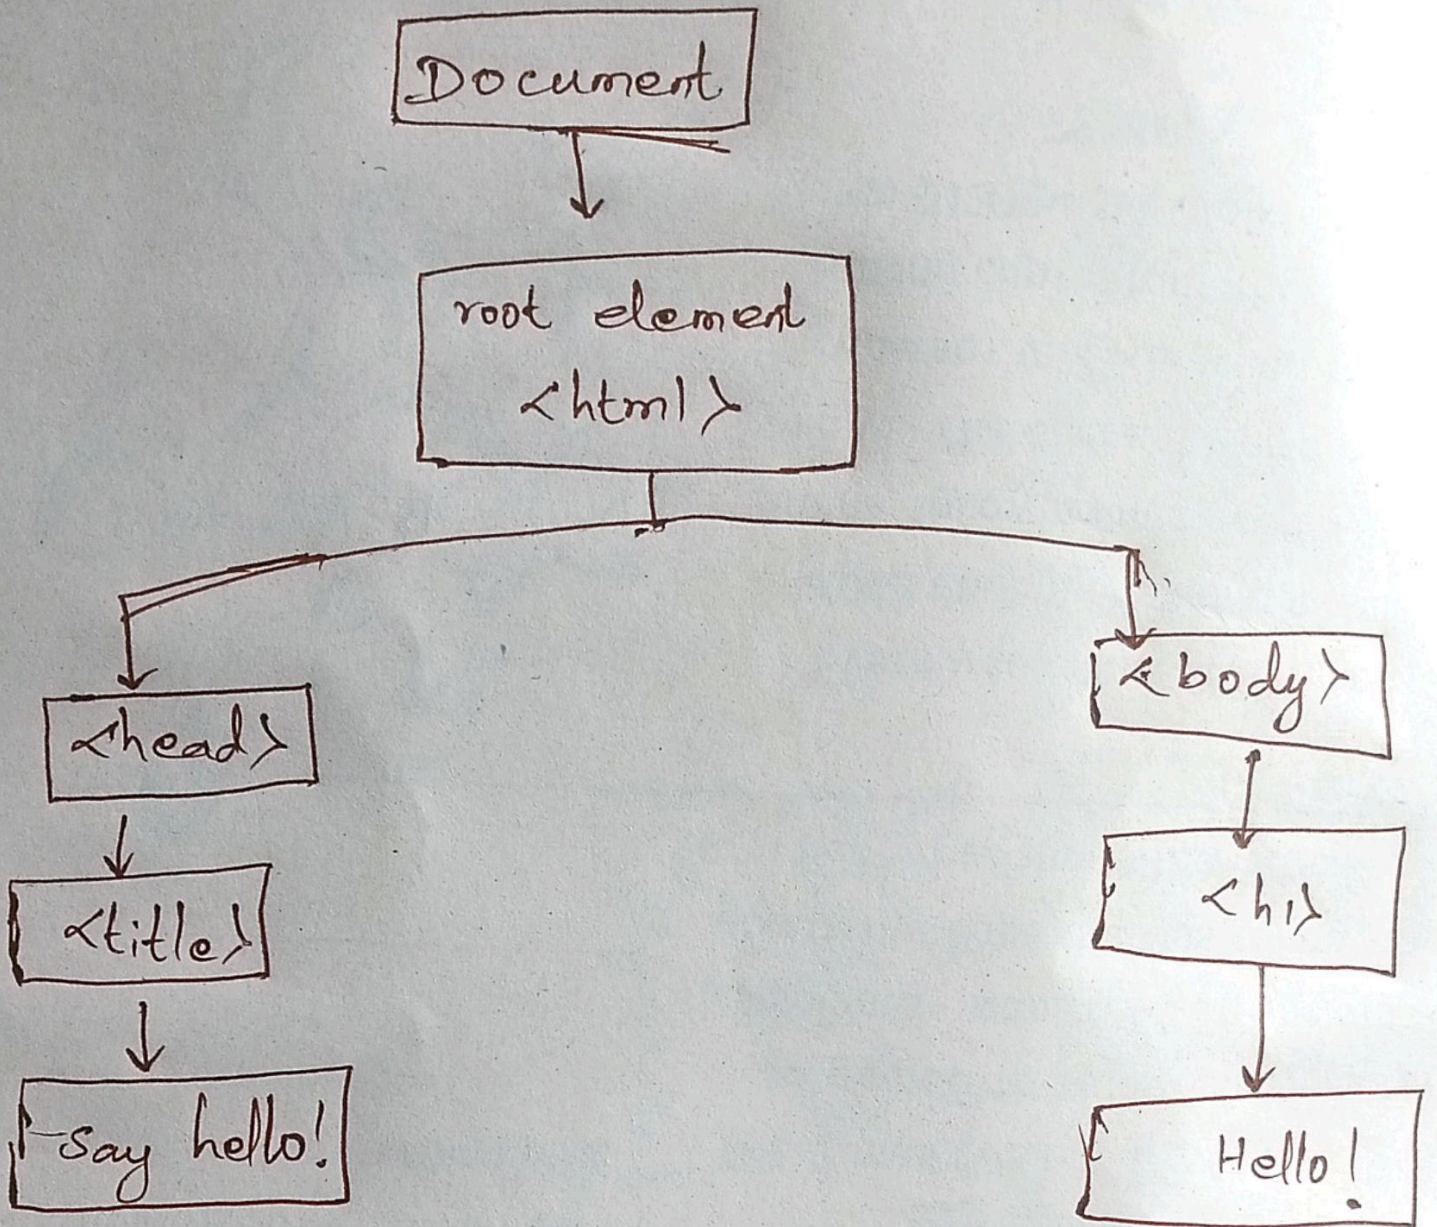 Document
root element
<html>
<head>
<body>
<title>
<h1>
say hello!
Hello!